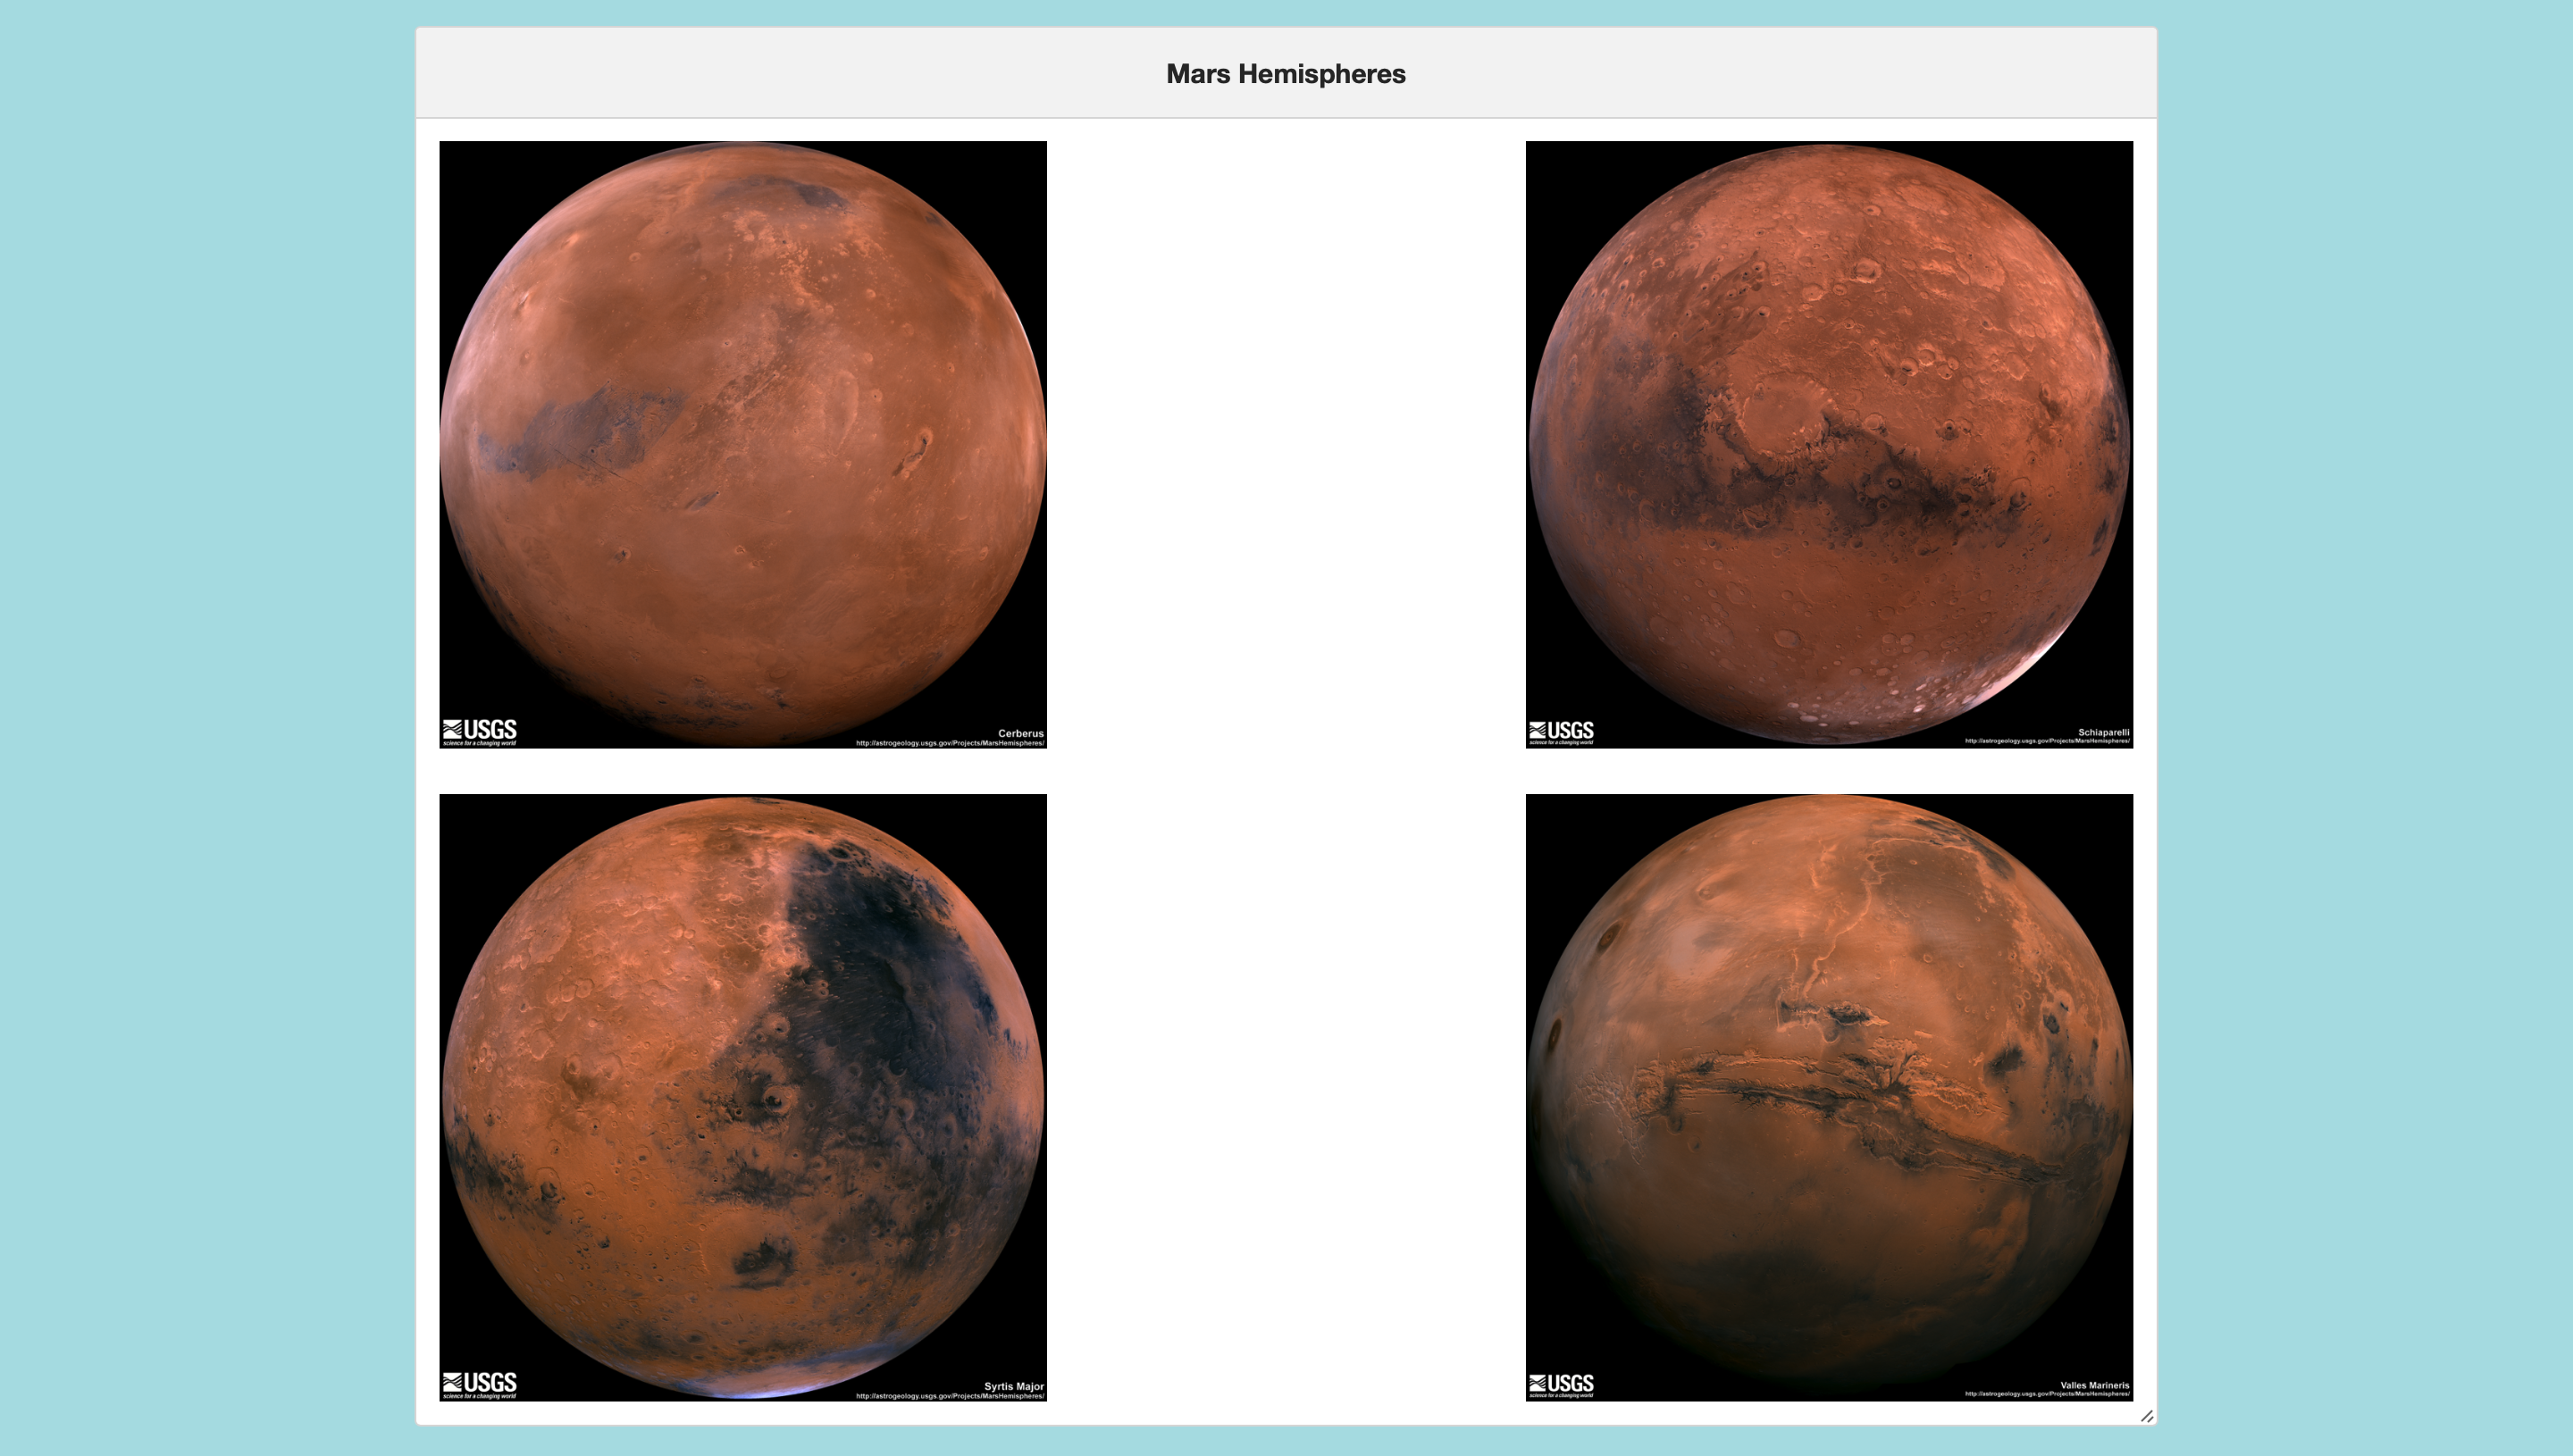 Mars Hemispheres
USGS
science for a changing world
Cerberus
http://astrogeology.usgs.gov/Projects/MarsHemispheres/
USGS
science for a changing world
Schiaparelli
http://astrogeology.usgs.gov/Projects/MarsHemispheres/
USGS
science for a changing world
Syrtis Major
http://astrogeology.usgs.gov/Projects/MarsHemispheres/
USGS
science for a changing world
Valles Marineris
http://astrogeology.usgs.gov/Projects/MarsHemispheres/